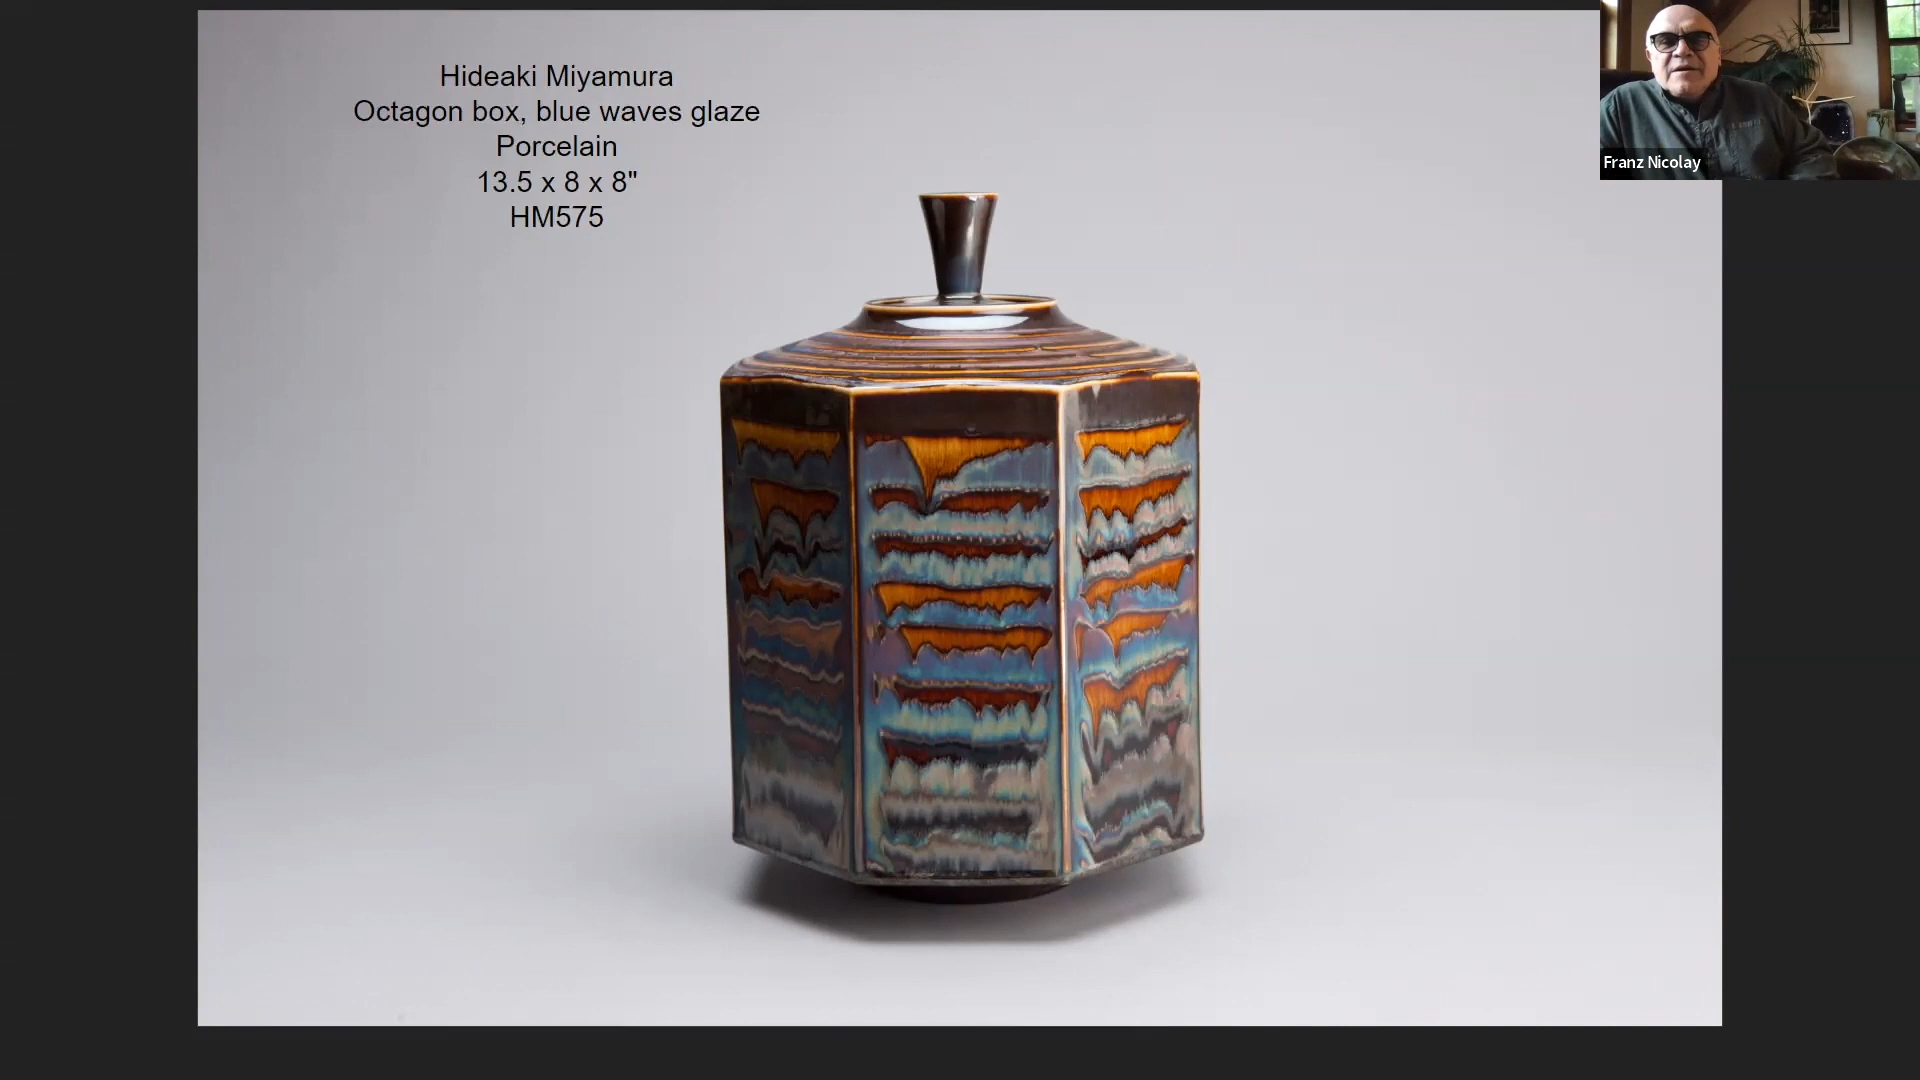 Hideaki Miyamura
Octagon box, blue waves glaze
Porcelain
13.5 x 8 x 8"
HM575
Franz Nicolay